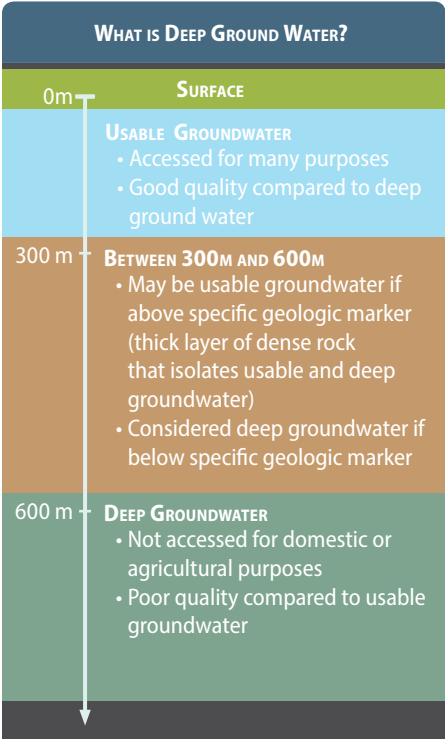 What is Deep Ground Water?
Surface
0m
Usable Groundwater
• Accessed for many purposes
• Good quality compared to deep
ground water
300 m
Between 300m and 600m
• May be usable groundwater if
above specific geologic marker
(thick layer of dense rock
that isolates usable and deep
groundwater)
• Considered deep groundwater if
below specific geologic marker
600 m
Deep Groundwater
• Not accessed for domestic or
agricultural purposes
• Poor quality compared to usable
groundwater